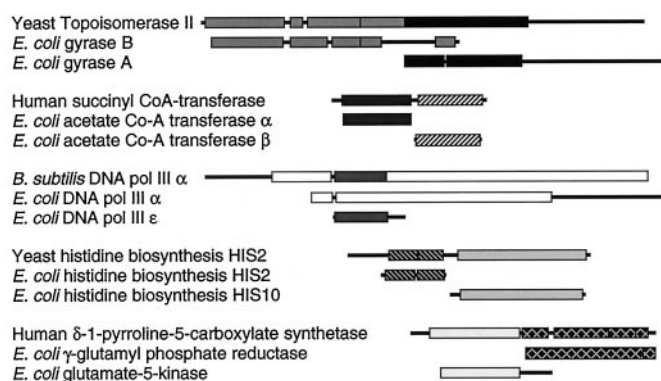 Yeast Topoisomerase II
E. coli gyrase B
E. coli gyrase A
Human succinyl CoA-transferase
E. coli acetate Co-A transferase α
E. coli acetate Co-A transferase β
B. subtilis DNA pol III α
E. coli DNA pol III α
E. coli DNA pol III ε
Yeast histidine biosynthesis HIS2
E. coli histidine biosynthesis HIS2
E. coli histidine biosynthesis HIS10
Human δ-1-pyrroline-5-carboxylate synthetase
E. coli γ-glutamyl phosphate reductase
E. coli glutamate-5-kinase